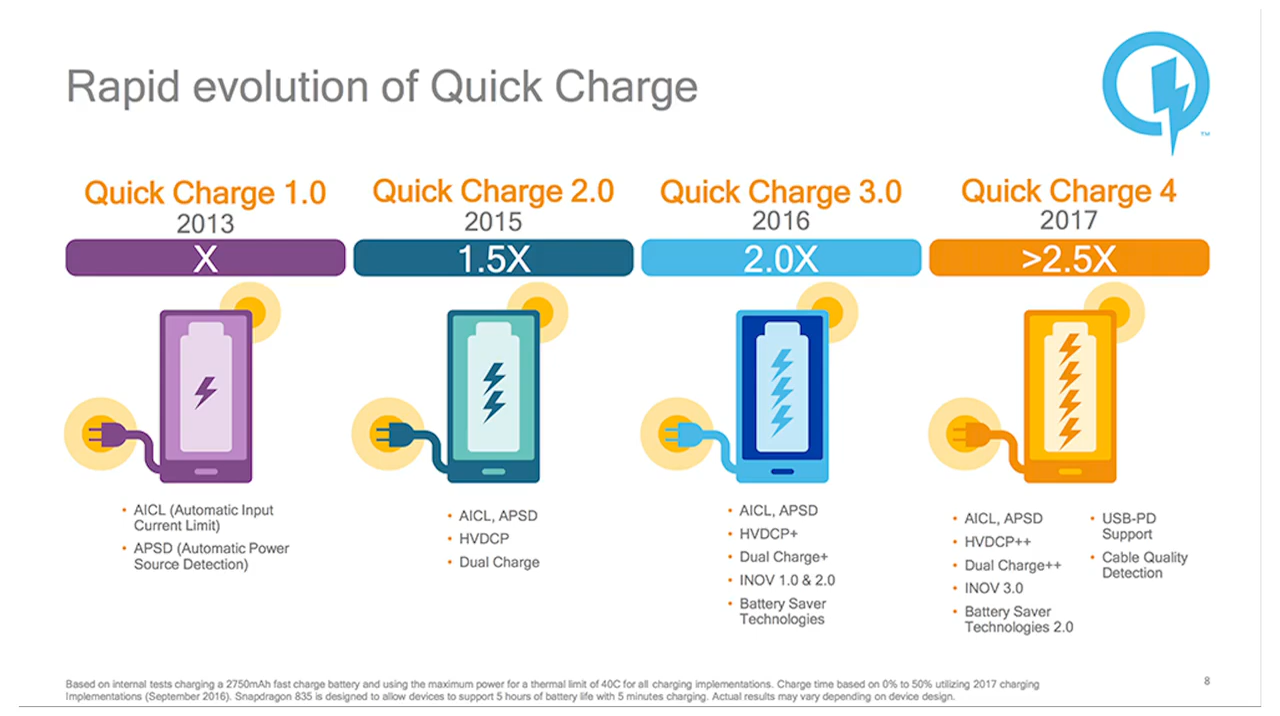 Rapid evolution of Quick Charge
TM
Quick Charge 1.0
2013
X
Quick Charge 2.0
2015
1.5X
Quick Charge 3.0
2016
2.0X
Quick Charge 4
2017
>2.5X
• AICL (Automatic Input
Current Limit)
• APSD (Automatic Power
Source Detection)
• AICL, APSD
• HVDCP
• Dual Charge
• AICL, APSD
• HVDCP+
• Dual Charge+
• INOV 1.0 & 2.0
• Battery Saver
Technologies
• AICL, APSD
• HVDCP++
• Dual Charge++
• INOV 3.0
• Battery Saver
Technologies 2.0
• USB-PD
Support
• Cable Quality
Detection
Based on internal tests charging a 2750mAh fast charge battery and using the maximum power for a thermal limit of 40C for all charging implementations. Charge time based on 0% to 50% utilizing 2017 charging
Implementations (September 2016). Snapdragon 835 is designed to allow devices to support 5 hours of battery life with 5 minutes charging. Actual results may vary depending on device design.
8